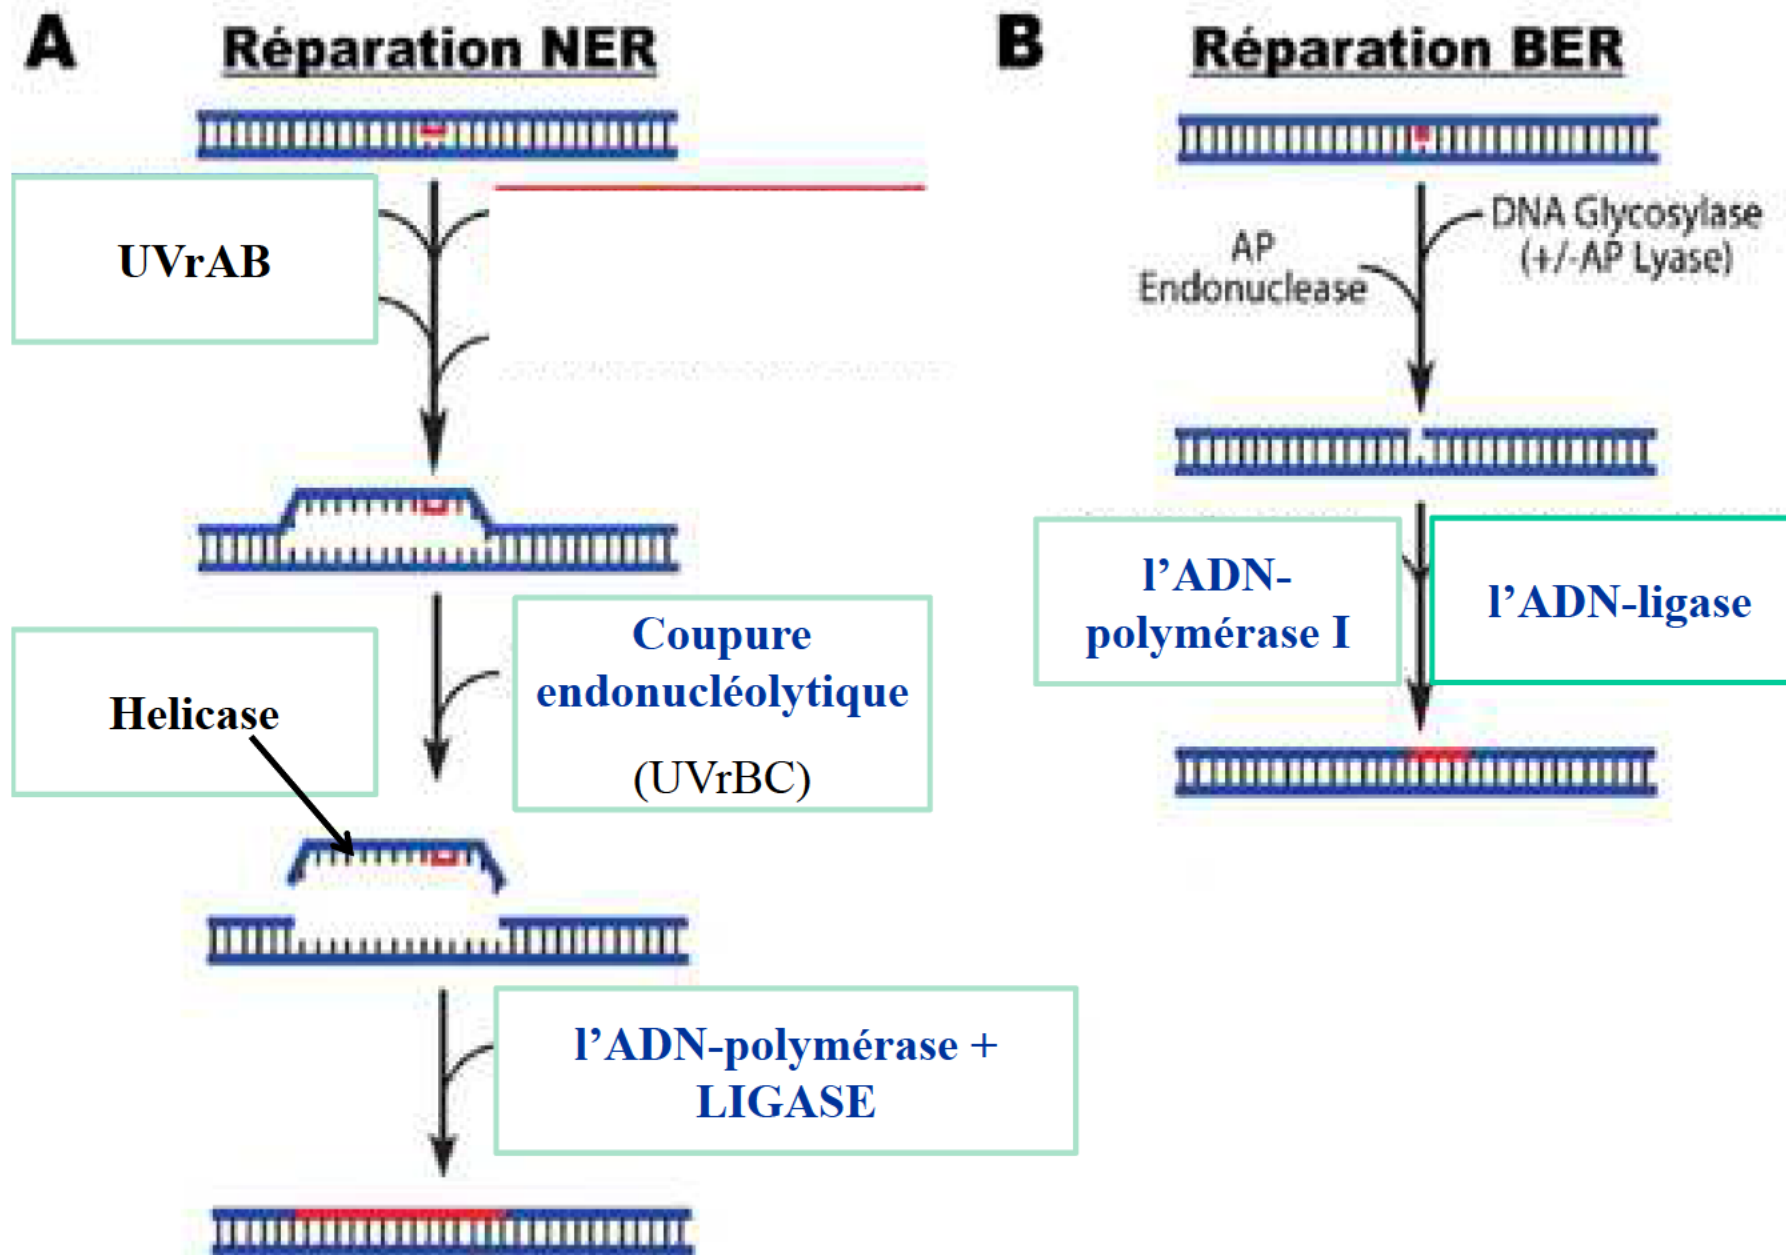 A
Réparation NER
UVrAB
Helicase
Coupure
endonucléolytique
(UVrBC)
l’ADN-polymérase +
LIGASE
B
Réparation BER
DNA Glycosylase
(+/-AP Lyase)
AP
Endonuclease
l’ADN-
polymérase I
l’ADN-ligase